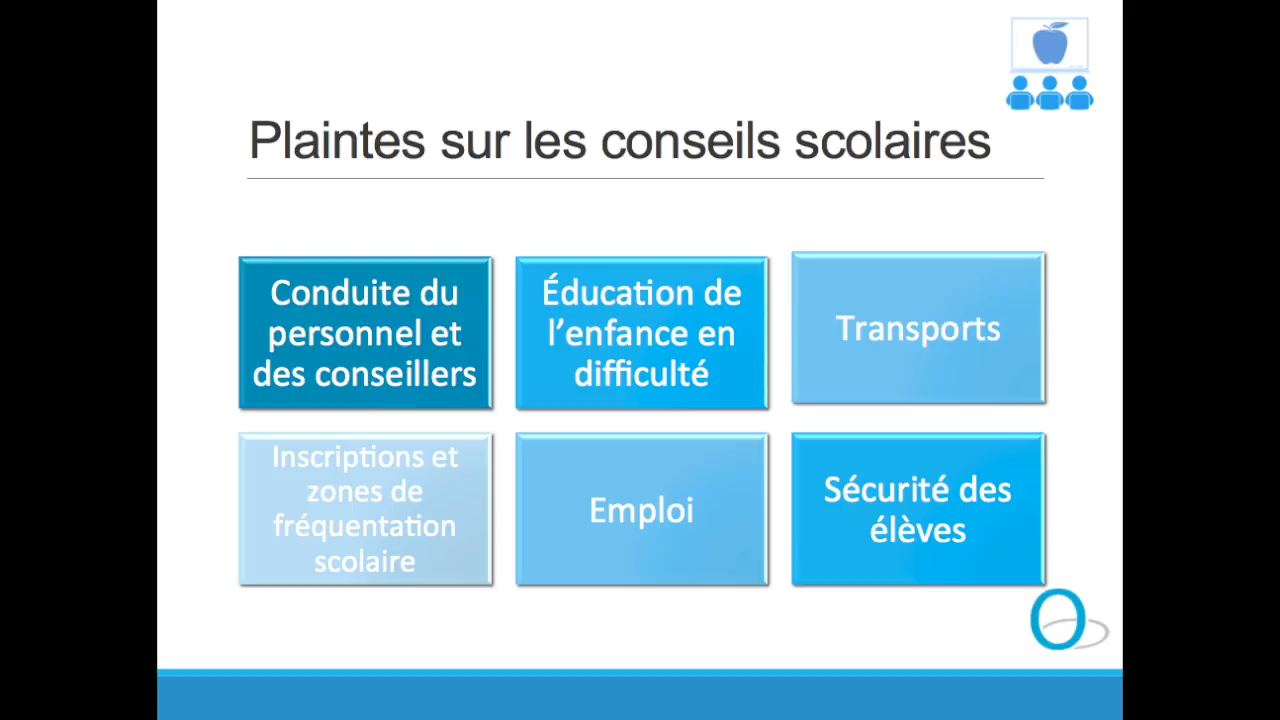 Plaintes sur les conseils scolaires
Conduite du
personnel et
des conseillers
Éducation de
l’enfance en
difficulté
Transports
Inscriptions et
zones de
fréquentation
scolaire
Emploi
Sécurité des
élèves